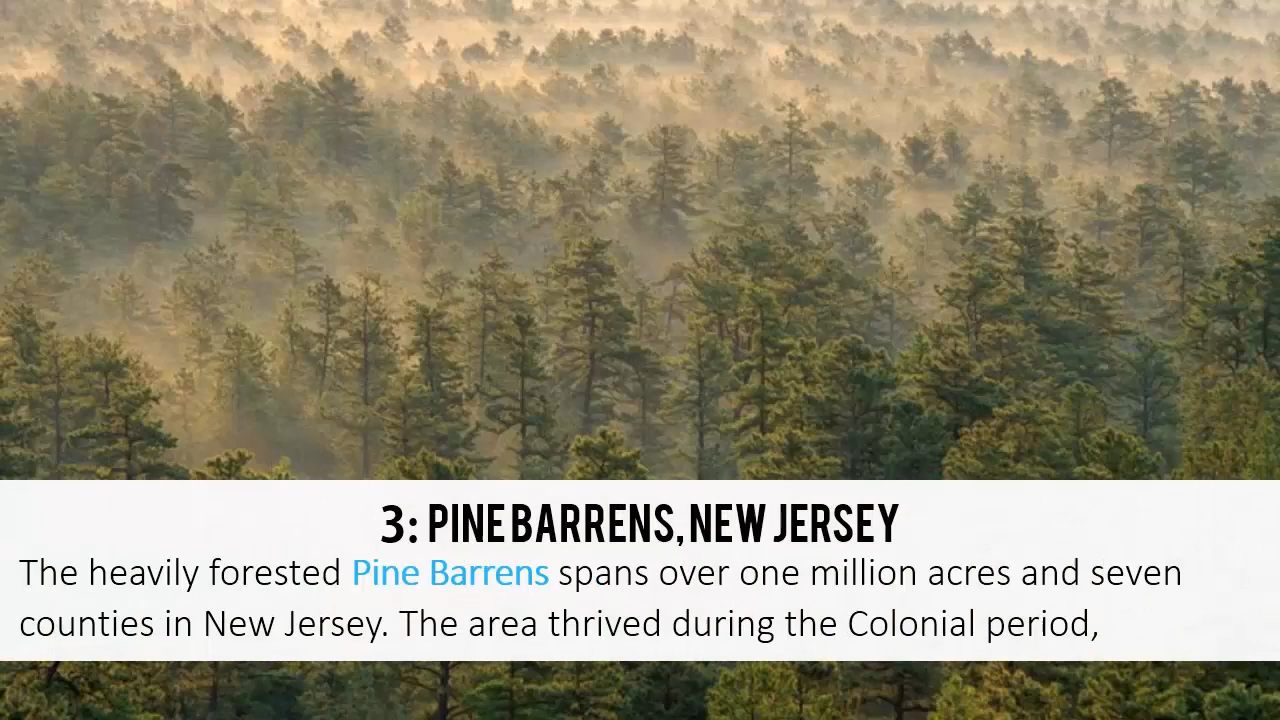 3: PINE BARRENS, NEW JERSEY
The heavily forested Pine Barrens spans over one million acres and seven
counties in New Jersey. The area thrived during the Colonial period,